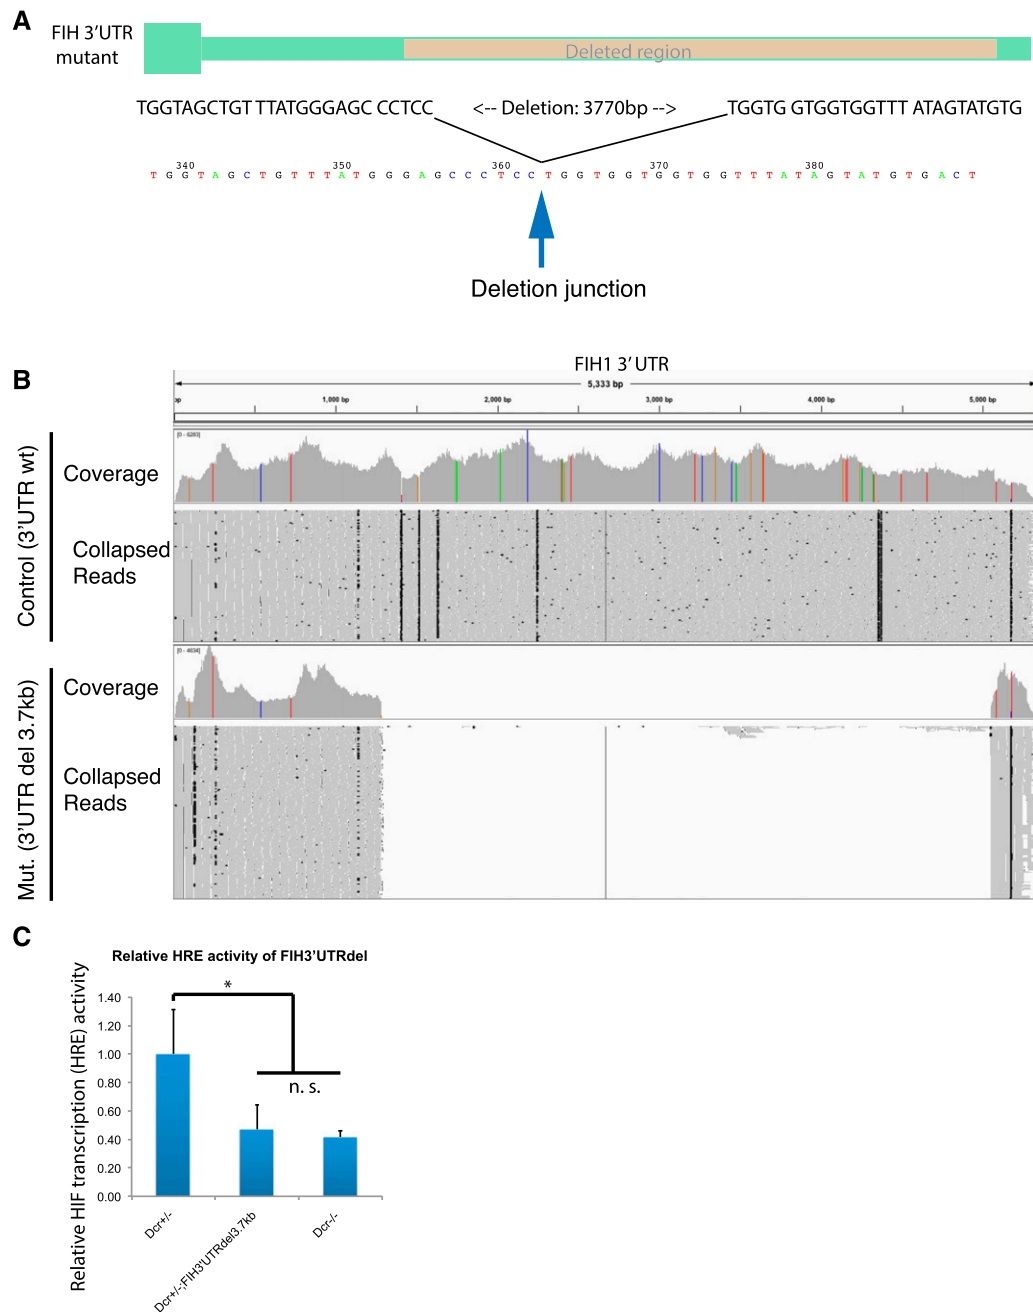 A
FIH 3'UTR
mutant
Deleted region
TGGTAGCTGT TTATGGGAGC CCTCC
<-- Deletion: 3770bp -->
TGGTG GTGGTGGTTT ATAGTATGTG
340 350 360 370 380
T G G T A G C T G T T T A T G G G A G C C C T C C T G G T G G T G G T G G T T T A T A G T A T G T G A C T
Deletion junction
B
FIH1 3'UTR
5,333 bp
bp 1,000 bp 2,000 bp 3,000 bp 4,000 bp 5,000 bp
Control (3'UTR wt)
Coverage
Collapsed
Reads
Mut. (3'UTR del 3.7kb)
Coverage
Collapsed
Reads
C
Relative HRE activity of FIH3'UTRdel
Relative HIF transcription (HRE) activity
1.40
1.20
1.00
0.80
0.60
0.40
0.20
0.00
*
n. s.
Dcr+/-
Dcr+/-;FIH3'UTRdel3.7kb
Dcr-/-